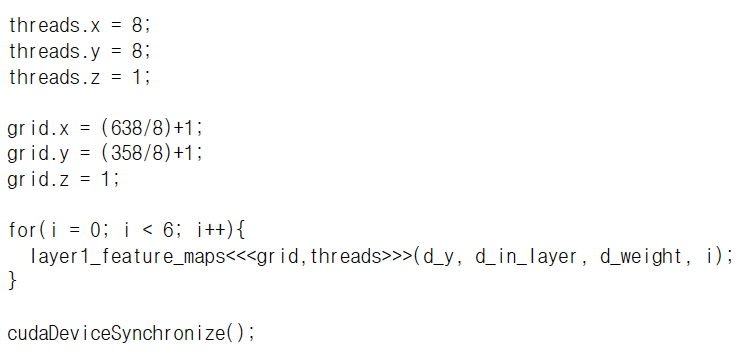 threads.x = 8;
threads.y = 8;
threads.z = 1;
grid.x = (638/8)+1;
grid.y = (358/8)+1;
grid.z = 1;
for(i = 0; i < 6; i++){
layer1_feature_maps<<<grid,threads>>>(d_y, d_in_layer, d_weight, i);
}
cudaDeviceSynchronize();